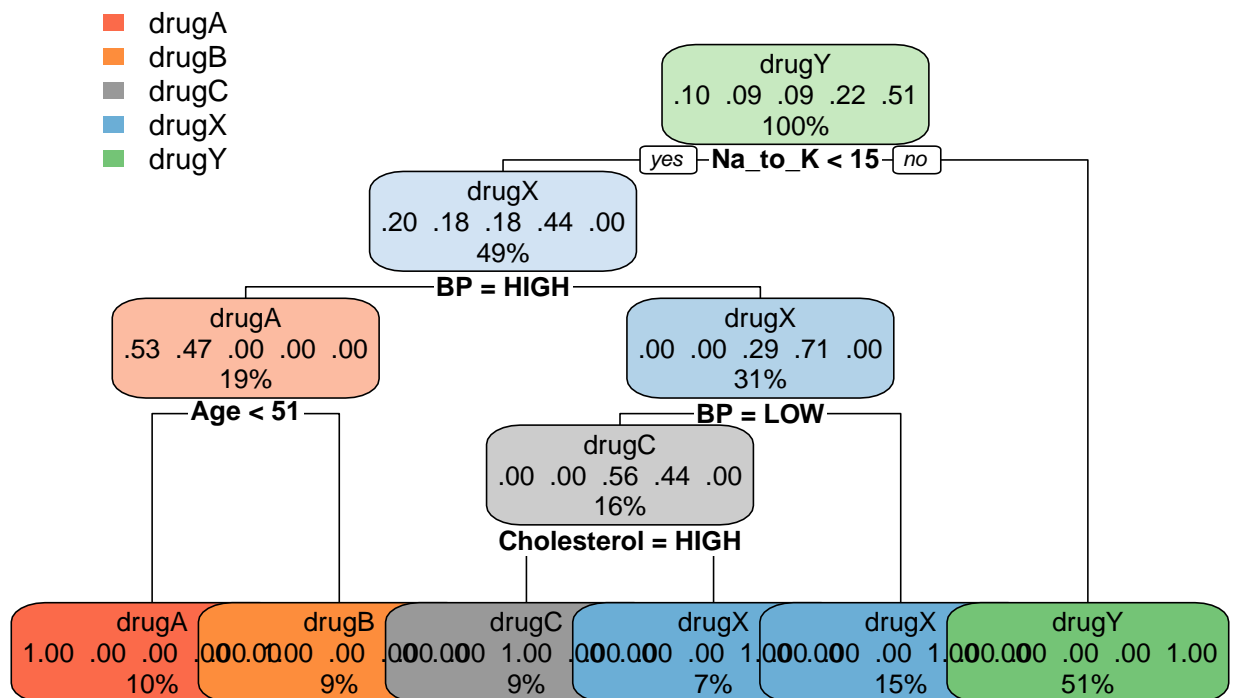 drugA
drugB
drugC
drugX
drugY
drugY
.10 .09 .09 .22 .51
100%
yes Na_to_K < 15 no
drugX
.20 .18 .18 .44 .00
49%
BP = HIGH
drugA
.53 .47 .00 .00 .00
19%
drugX
.00 .00 .29 .71 .00
31%
Age < 51
BP = LOW
drugC
.00 .00 .56 .44 .00
16%
Cholesterol = HIGH
drugA drugB drugC drugX drugX drugY
1.00 .00 .00 .00 1.00 .00 .00 1.00 .00 .00 .00 .00 1.00
10% 9% 9% 7% 15% 51%